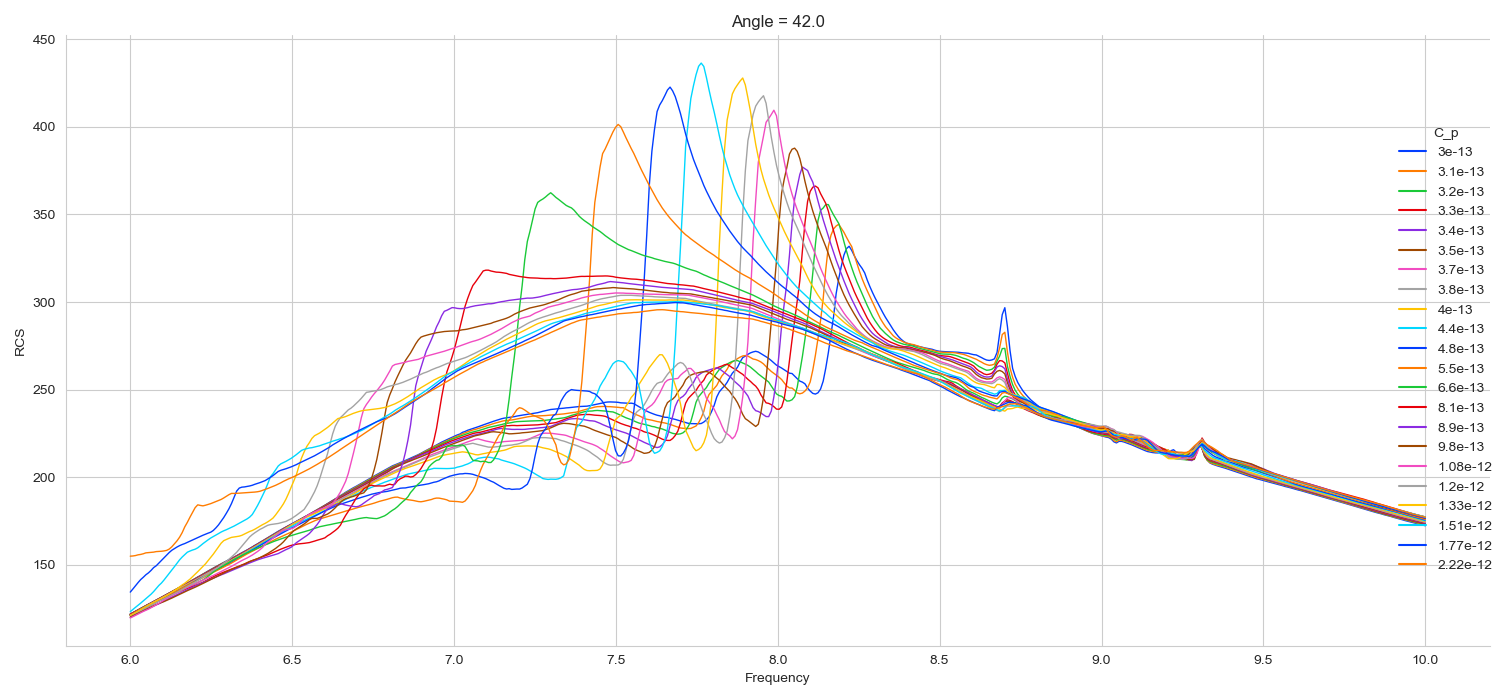 Angle = 42.0
450
400
350
300
250
200
150
RCS
6.0 6.5 7.0 7.5 8.0 8.5 9.0 9.5 10.0
Frequency
C_p
3e-13
3.1e-13
3.2e-13
3.3e-13
3.4e-13
3.5e-13
3.7e-13
3.8e-13
4e-13
4.4e-13
4.8e-13
5.5e-13
6.6e-13
8.1e-13
8.9e-13
9.8e-13
1.08e-12
1.2e-12
1.33e-12
1.51e-12
1.77e-12
2.22e-12